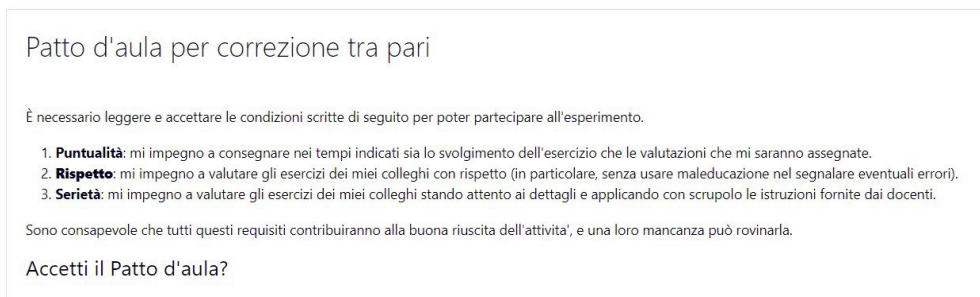 Patto d'aula per correzione tra pari
È necessario leggere e accettare le condizioni scritte di seguito per poter partecipare all'esperimento.
1. Puntualità: mi impegno a consegnare nei tempi indicati sia lo svolgimento dell'esercizio che le valutazioni che mi saranno assegnate.
2. Rispetto: mi impegno a valutare gli esercizi dei miei colleghi con rispetto (in particolare, senza usare maleducazione nel segnalare eventuali errori).
3. Serietà: mi impegno a valutare gli esercizi dei miei colleghi stando attento ai dettagli e applicando con scrupolo le istruzioni fornite dai docenti.
Sono consapevole che tutti questi requisiti contribuiranno alla buona riuscita dell'attivita', e una loro mancanza può rovinarla.
Accetti il Patto d'aula?